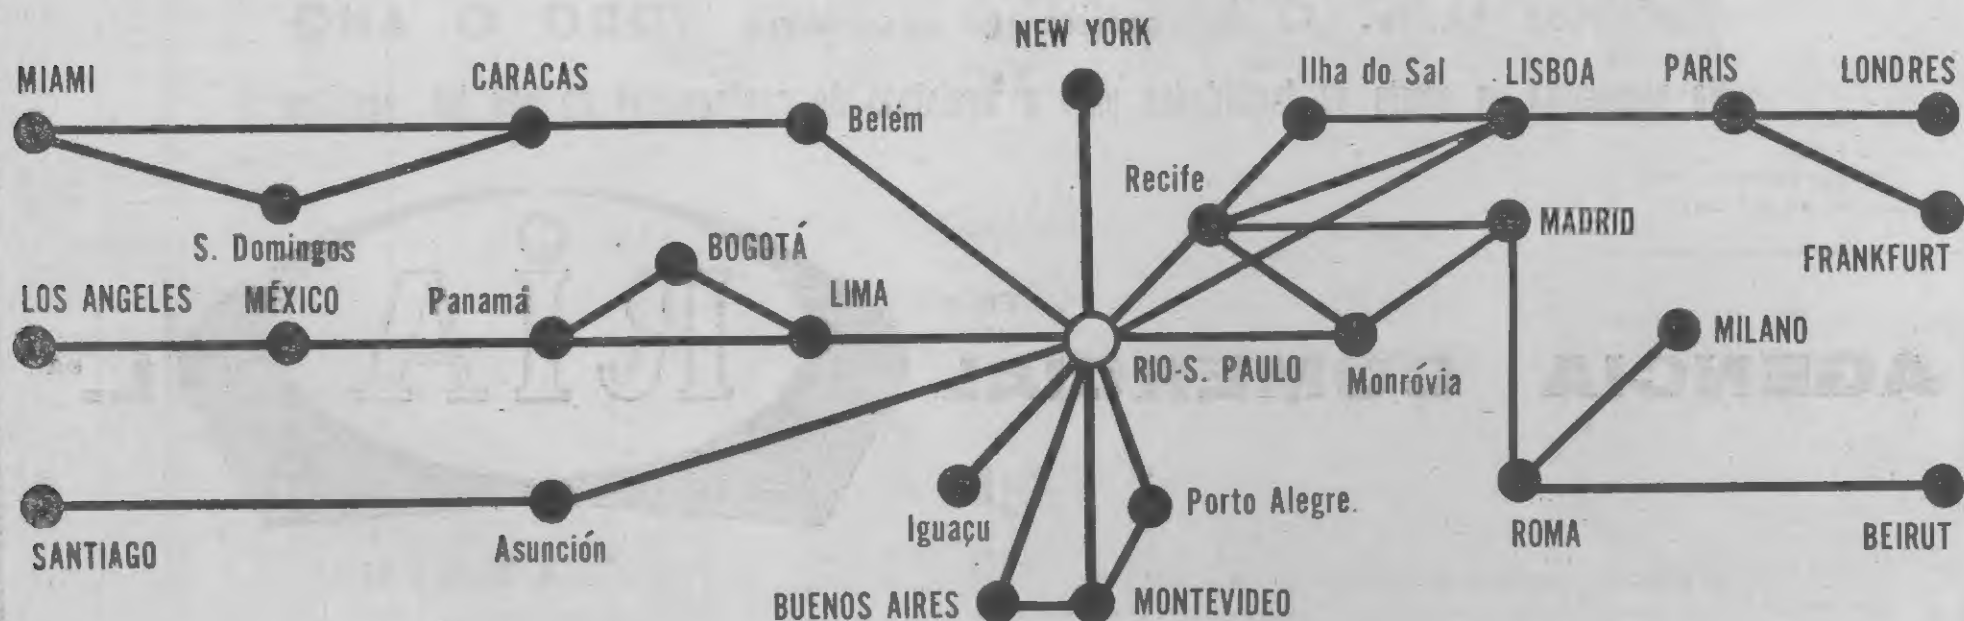 NEW YORK
MIAMI
CARACAS
Ilha do Sal
LISBOA
PARIS
LONDRES
Belém
Recife
S. Domingos
BOGOTÁ
MADRID
FRANKFURT
LOS ANGELES
MÉXICO
Panamá
LIMA
MILANO
RIO-S. PAULO
Monróvia
Iguaçu
Porto Alegre.
SANTIAGO
Asunción
ROMA
BEIRUT
BUENOS AIRES
MONTEVIDEO